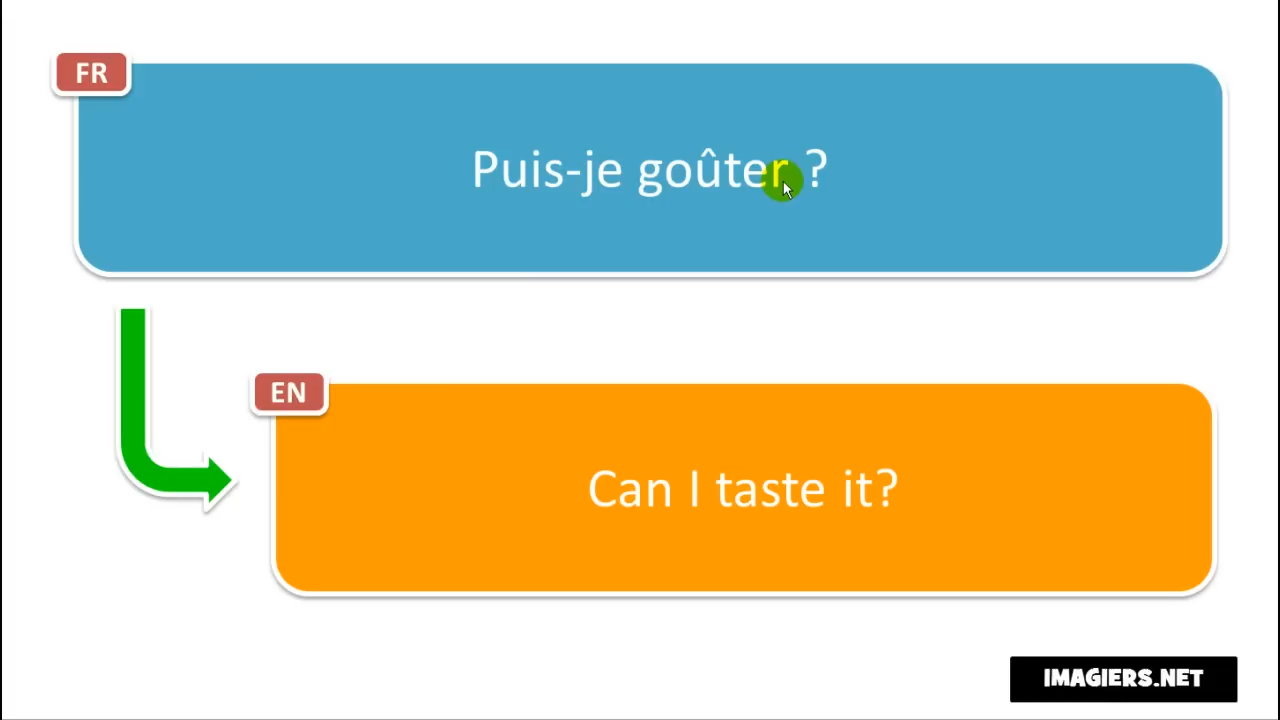 FR
Puis-je goûter ?
EN
Can I taste it?
IMAGIERS.NET